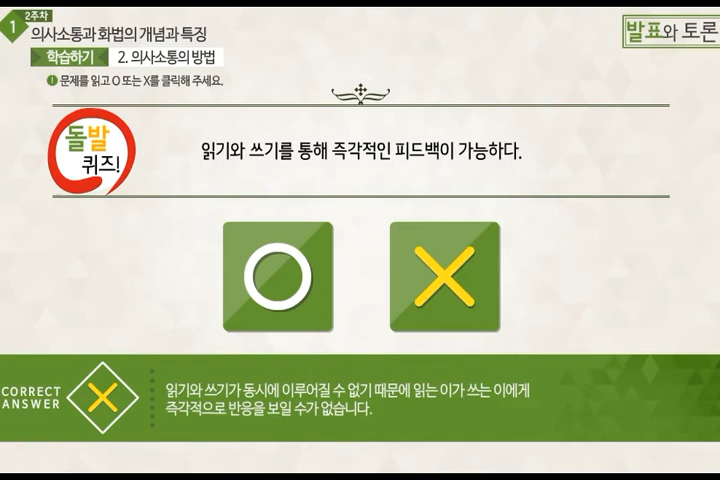 2주차
1
의사소통과 화법의 개념과 특징
발표와 토론
학습하기
2. 의사소통의 방법
! 문제를 읽고 O 또는 X를 클릭해 주세요.
돌발
퀴즈!
읽기와 쓰기를 통해 즉각적인 피드백이 가능하다.
CORRECT
ANSWER
읽기와 쓰기가 동시에 이루어질 수 없기 때문에 읽는 이가 쓰는 이에게
즉각적으로 반응을 보일 수가 없습니다.